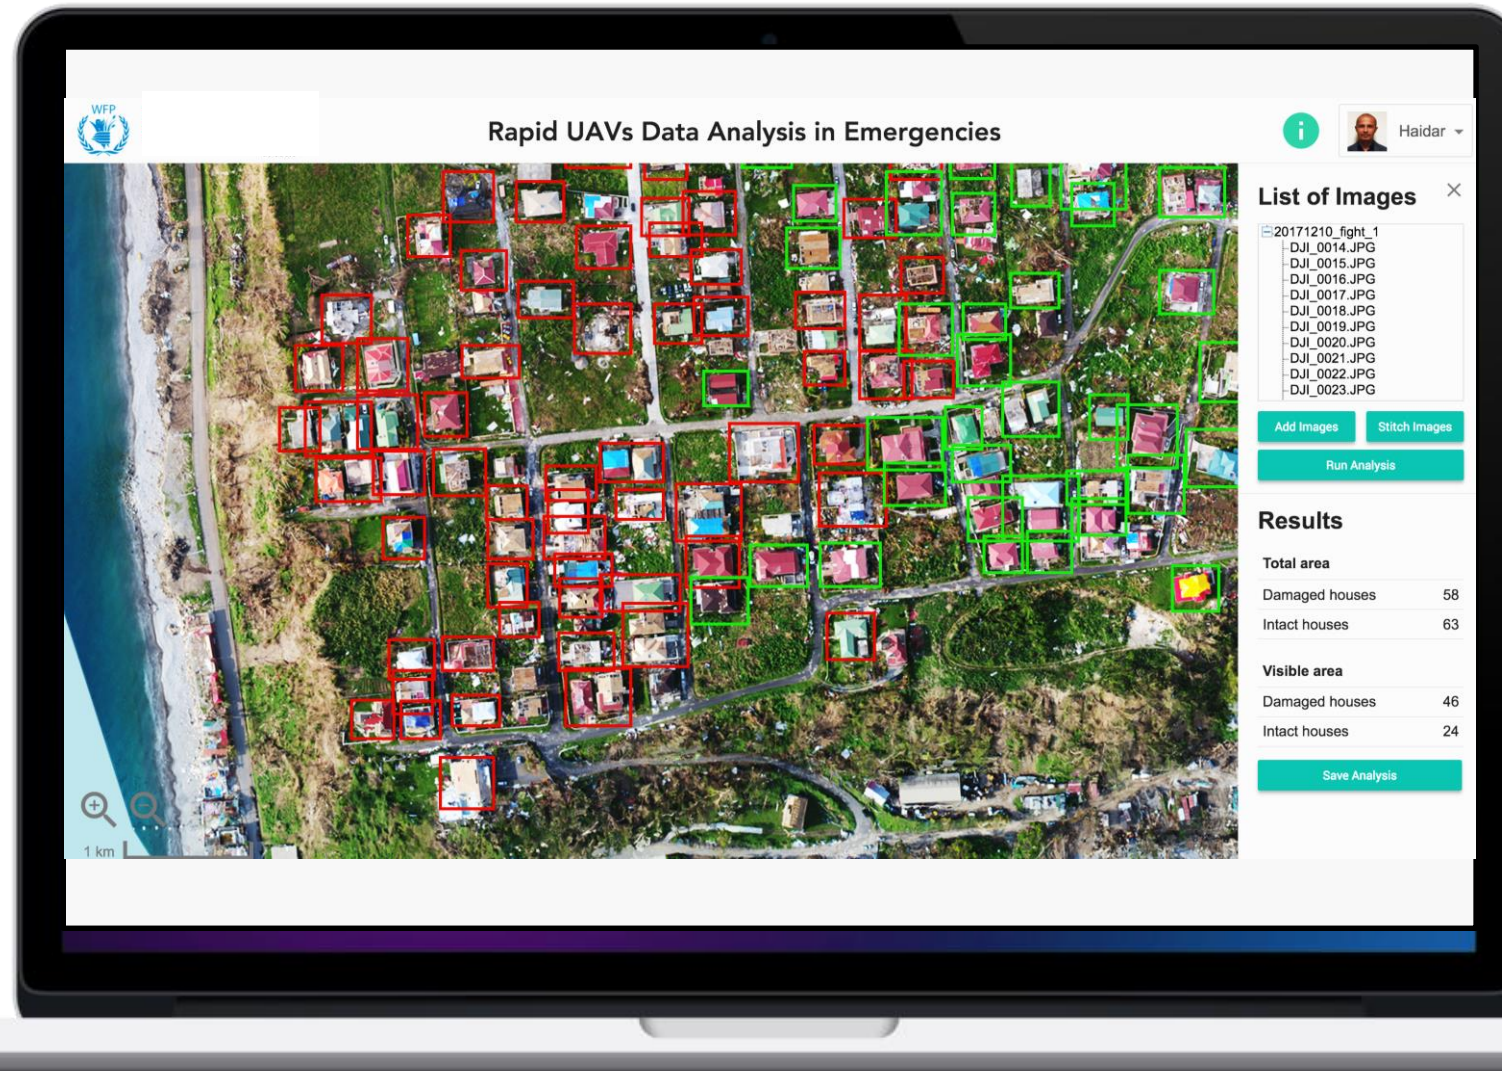 WFP
Rapid UAVs Data Analysis in Emergencies
i
Haidar
List of Images
20171210_fight_1
DJI_0014.JPG
DJI_0015.JPG
DJI_0016.JPG
DJI_0017.JPG
DJI_0018.JPG
DJI_0019.JPG
DJI_0020.JPG
DJI_0021.JPG
DJI_0022.JPG
DJI_0023.JPG
Add Images Stitch Images
Run Analysis
Results
Total area
Damaged houses 58
Intact houses 63
Visible area
Damaged houses 46
Intact houses 24
Save Analysis
1 km